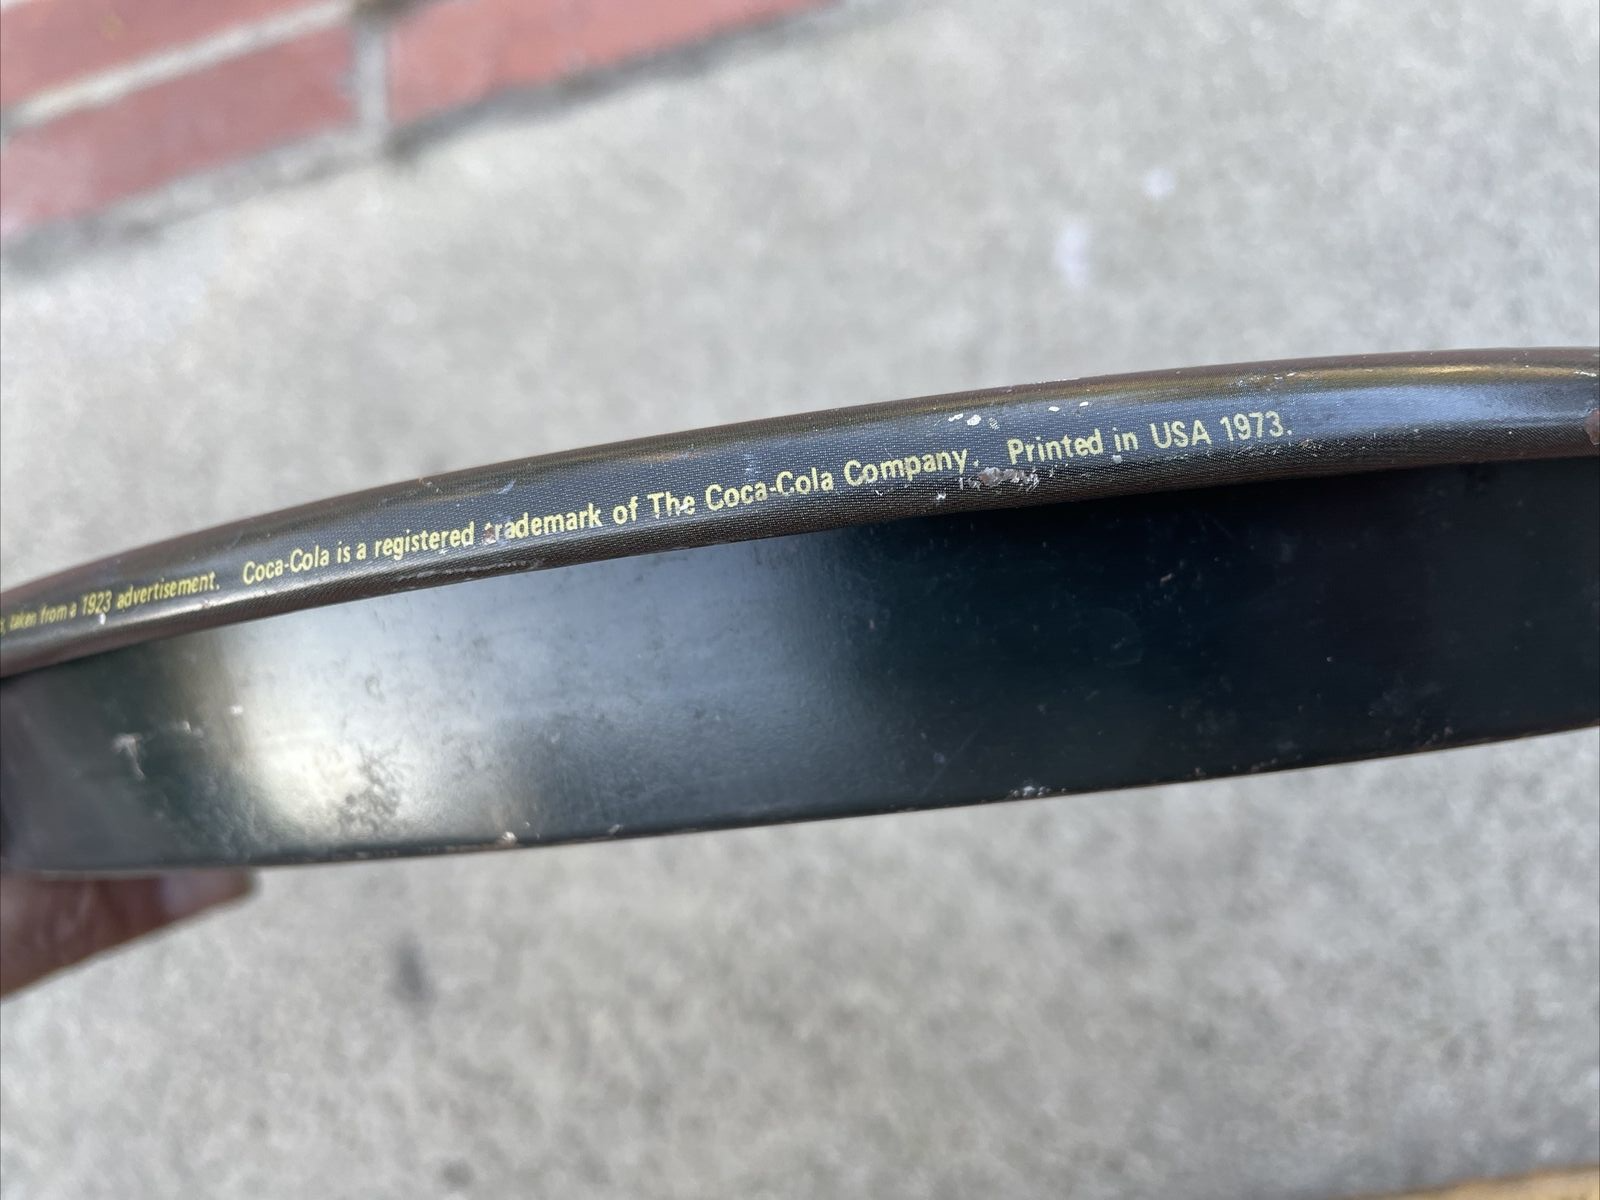 taken from a 1923 advertisement. Coca-Cola is a registered trademark of The Coca-Cola Company. Printed in USA 1973.